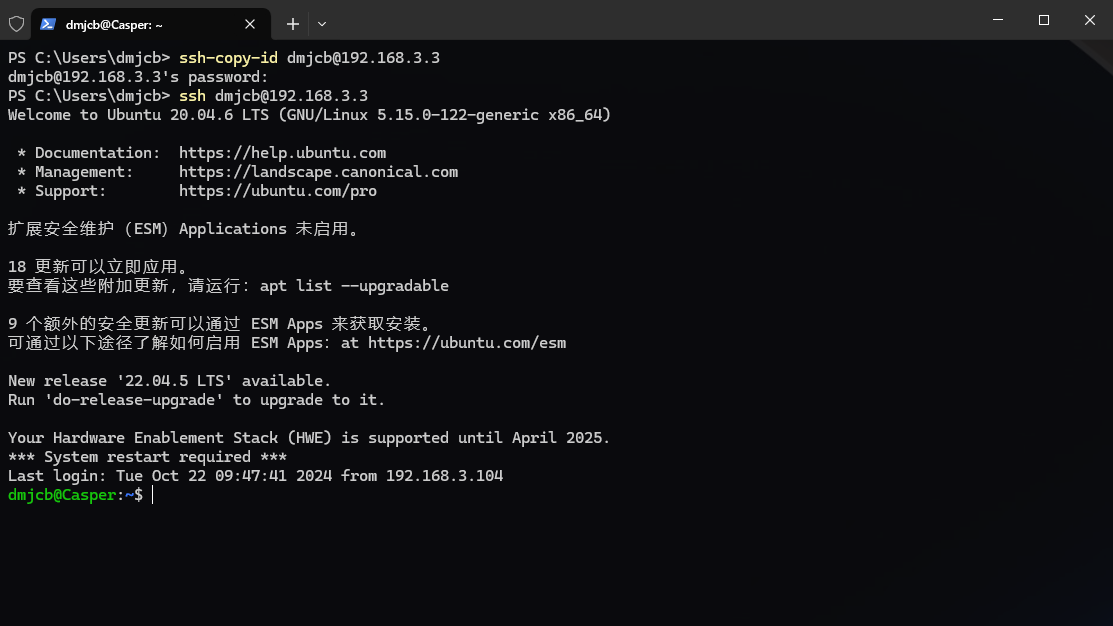 dmjcb@Casper: ~
PS C:\Users\dmjcb> ssh-copy-id dmjcb@192.168.3.3
dmjcb@192.168.3.3's password:
PS C:\Users\dmjcb> ssh dmjcb@192.168.3.3
Welcome to Ubuntu 20.04.6 LTS (GNU/Linux 5.15.0-122-generic x86_64)
* Documentation:  https://help.ubuntu.com
* Management:     https://landscape.canonical.com
* Support:        https://ubuntu.com/pro
扩展安全维护（ESM）Applications 未启用。
18 更新可以立即应用。
要查看这些附加更新，请运行：apt list --upgradable
9 个额外的安全更新可以通过 ESM Apps 来获取安装。
可通过以下途径了解如何启用 ESM Apps：at https://ubuntu.com/esm
New release '22.04.5 LTS' available.
Run 'do-release-upgrade' to upgrade to it.
Your Hardware Enablement Stack (HWE) is supported until April 2025.
*** System restart required ***
Last login: Tue Oct 22 09:47:41 2024 from 192.168.3.104
dmjcb@Casper:~$